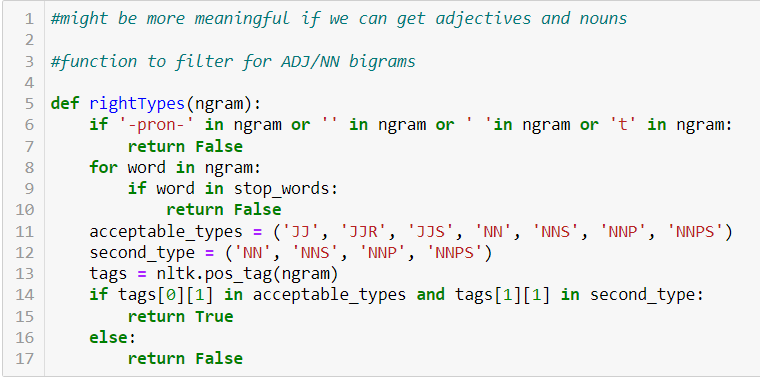 1 #might be more meaningful if we can get adjectives and nouns
2
3 #function to filter for ADJ/NN bigrams
4
5 def rightTypes(ngram):
6     if '-pron-' in ngram or '' in ngram or ' 'in ngram or 't' in ngram:
7         return False
8     for word in ngram:
9         if word in stop_words:
10             return False
11     acceptable_types = ('JJ', 'JJR', 'JJS', 'NN', 'NNS', 'NNP', 'NNPS')
12     second_type = ('NN', 'NNS', 'NNP', 'NNPS')
13     tags = nltk.pos_tag(ngram)
14     if tags[0][1] in acceptable_types and tags[1][1] in second_type:
15         return True
16     else:
17         return False